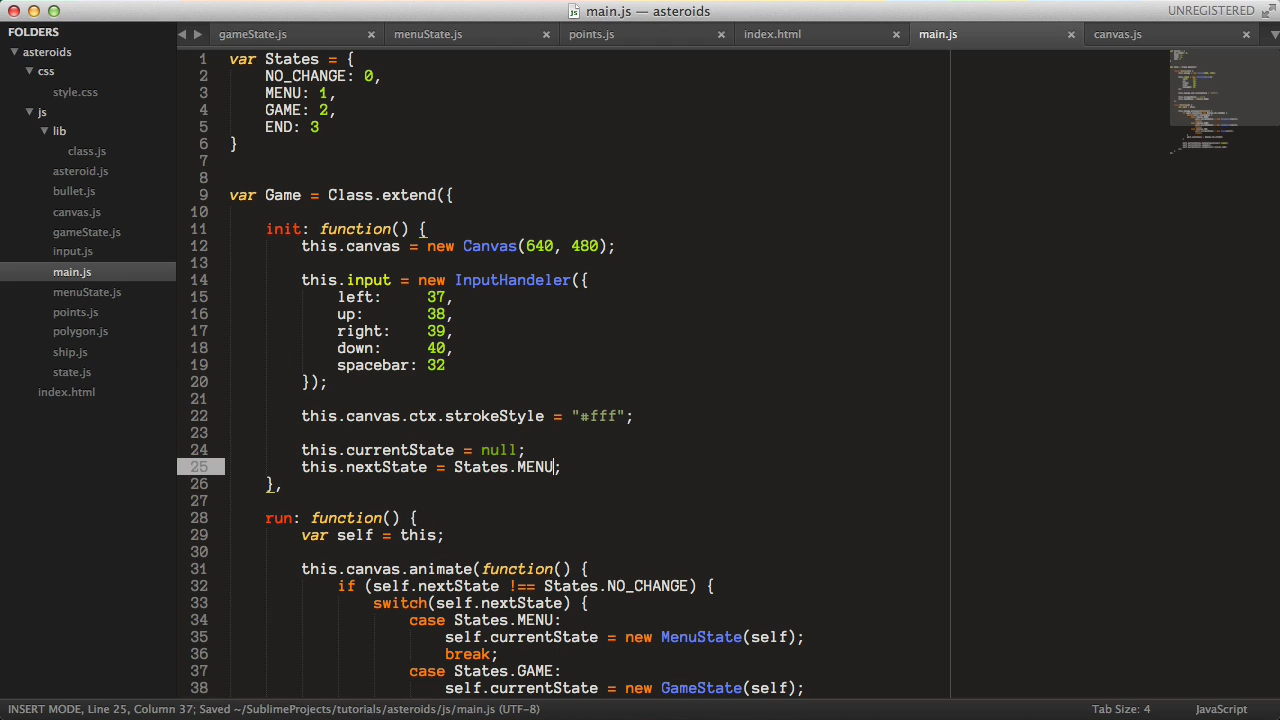 main.js — asteroids
UNREGISTERED
FOLDERS
asteroids
css
style.css
js
lib
class.js
asteroid.js
bullet.js
canvas.js
gameState.js
input.js
main.js
menuState.js
points.js
polygon.js
ship.js
state.js
index.html
gameState.js
menuState.js
points.js
index.html
main.js
canvas.js
1 var States = {
2 NO_CHANGE: 0,
3 MENU: 1,
4 GAME: 2,
5 END: 3
6 }
7
8
9 var Game = Class.extend({
10
11 init: function() {
12 this.canvas = new Canvas(640, 480);
13
14 this.input = new InputHandeler({
15 left: 37,
16 up: 38,
17 right: 39,
18 down: 40,
19 spacebar: 32
20 });
21
22 this.canvas.ctx.strokeStyle = "#fff";
23
24 this.currentState = null;
25 this.nextState = States.MENU;
26 },
27
28 run: function() {
29 var self = this;
30
31 this.canvas.animate(function() {
32 if (self.nextState !== States.NO_CHANGE) {
33 switch(self.nextState) {
34 case States.MENU:
35 self.currentState = new MenuState(self);
36 break;
37 case States.GAME:
38 self.currentState = new GameState(self);
INSERT MODE, Line 25, Column 37; Saved ~/SublimeProjects/tutorials/asteroids/js/main.js (UTF-8)
Tab Size: 4
JavaScript